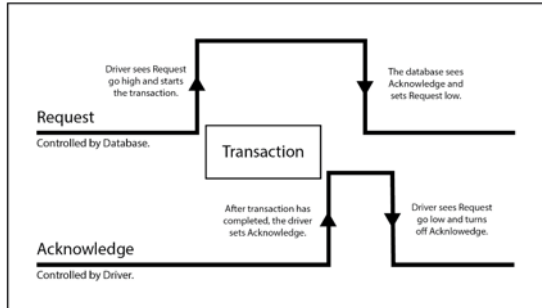 Driver sees Request
go high and starts
the transaction.
The database sees
Acknowledge and
sets Request low.
Request
Controlled by Database.
Transaction
After transaction has
completed, the driver
sets Acknowledge.
Driver sees Request
go low and turns
off Acknlowedge.
Acknowledge
Controlled by Driver.